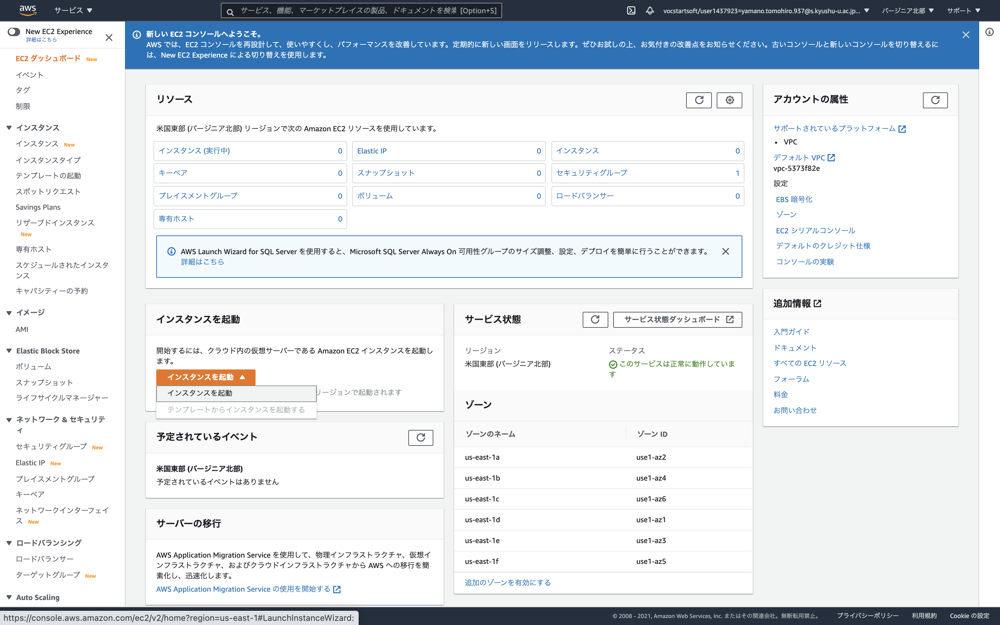 aws
サービス
サービス、機能、マーケットプレイスの製品、ドキュメントを検索 [Option+S]
vocstartsoft/user1437923=yamano.tomohiro.937@s.kyushu-u.ac.jp...
バージニア北部
サポート
New EC2 Experience
詳細はこちら
EC2 ダッシュボード New
イベント
タグ
制限
インスタンス
インスタンス New
インスタンスタイプ
テンプレートの起動
スポットリクエスト
Savings Plans
リザーブドインスタンス
New
専有ホスト
スケジュールされたインスタ
ンス
キャパシティーの予約
イメージ
AMI
Elastic Block Store
ボリューム
スナップショット
ライフサイクルマネージャー
ネットワーク & セキュリテ
ィ
セキュリティグループ New
Elastic IP New
プレイスメントグループ
キーペア
ネットワークインターフェイ
ス New
ロードバランシング
ロードバランサー
ターゲットグループ New
Auto Scaling
新しい EC2 コンソールへようこそ。
AWS では、EC2 コンソールを再設計して、使いやすくし、パフォーマンスを改善しています。定期的に新しい画面をリリースします。ぜひお試しの上、お気付きの改善点をお知らせください。古いコンソールと新しいコンソールを切り替えるに
は、New EC2 Experience による切り替えを使用します。
リソース
米国東部 (バージニア北部) リージョンで次の Amazon EC2 リソースを使用しています。
インスタンス (実行中) 0
Elastic IP 0
インスタンス 0
キーペア 0
スナップショット 0
セキュリティグループ 1
プレイスメントグループ 0
ボリューム 0
ロードバランサー 0
専有ホスト 0
AWS Launch Wizard for SQL Server を使用すると、Microsoft SQL Server Always On 可用性グループのサイズ調整、設定、デプロイを簡単に行うことができます。
詳細はこちら
インスタンスを起動
開始するには、クラウド内の仮想サーバーである Amazon EC2 インスタンスを起動し
ます。
インスタンスを起動
インスタンスを起動
リージョンで起動されます
テンプレートからインスタンスを起動する
予定されているイベント
米国東部 (バージニア北部)
予定されているイベントはありません
サーバーの移行
AWS Application Migration Service を使用して、物理インフラストラクチャ、仮想イ
ンフラストラクチャ、およびクラウドインフラストラクチャから AWS への移行を簡
素化し、迅速化します。
AWS Application Migration Service の使用を開始する
サービス状態
サービス状態ダッシュボード
リージョン
ステータス
米国東部 (バージニア北部)
このサービスは正常に動作していま
す
ゾーン
ゾーンのネーム ゾーン ID
us-east-1a use1-az2
us-east-1b use1-az4
us-east-1c use1-az6
us-east-1d use1-az1
us-east-1e use1-az3
us-east-1f use1-az5
追加のゾーンを有効にする
アカウントの属性
サポートされているプラットフォーム
• VPC
デフォルト VPC
vpc-5373f82e
設定
EBS 暗号化
ゾーン
EC2 シリアルコンソール
デフォルトのクレジット仕様
コンソールの実験
追加情報
入門ガイド
ドキュメント
すべての EC2 リソース
フォーラム
料金
お問い合わせ
https://console.aws.amazon.com/ec2/v2/home?region=us-east-1#LaunchInstanceWizard:
© 2008 - 2021, Amazon Web Services, Inc. またはその関連会社。無断転用禁止。
プライバシーポリシー
利用規約
Cookie の設定